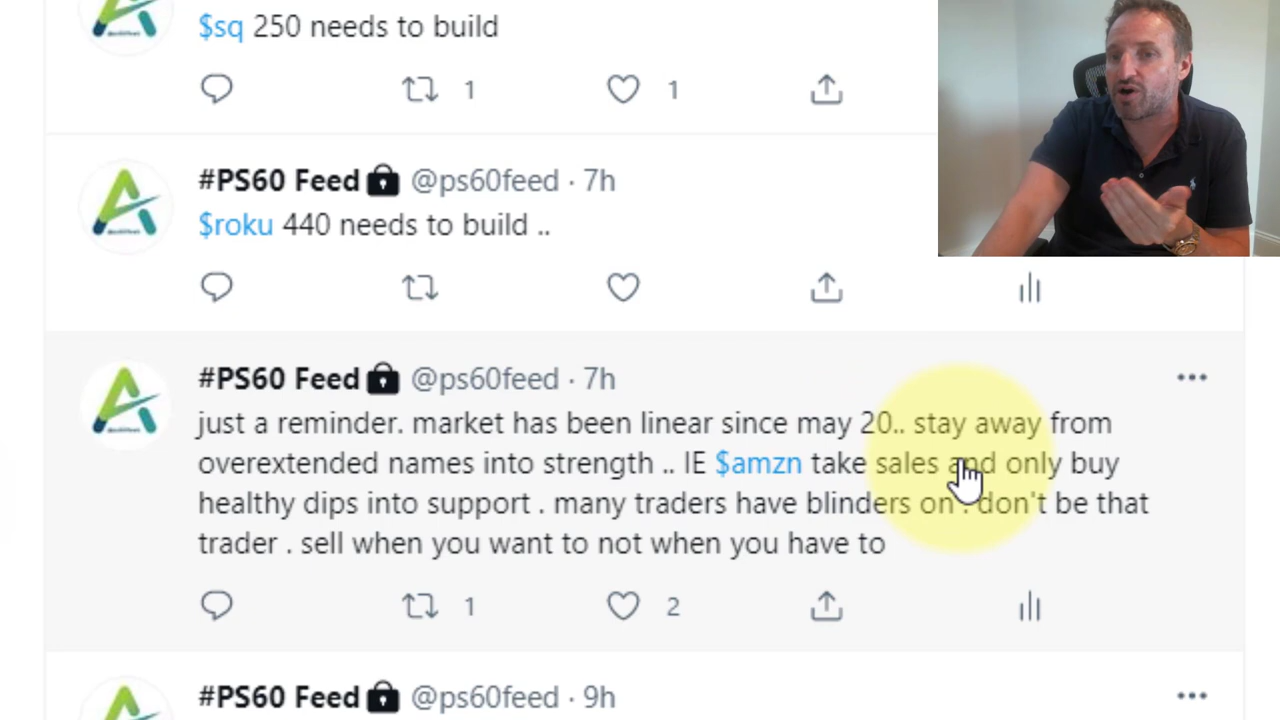 $sq 250 needs to build
1 1
#PS60 Feed @ps60feed · 7h
$roku 440 needs to build ..
#PS60 Feed @ps60feed · 7h
just a reminder. market has been linear since may 20.. stay away from
overextended names into strength .. IE $amzn take sales and only buy
healthy dips into support . many traders have blinders on . don't be that
trader . sell when you want to not when you have to
1 2
#PS60 Feed @ps60feed · 9h